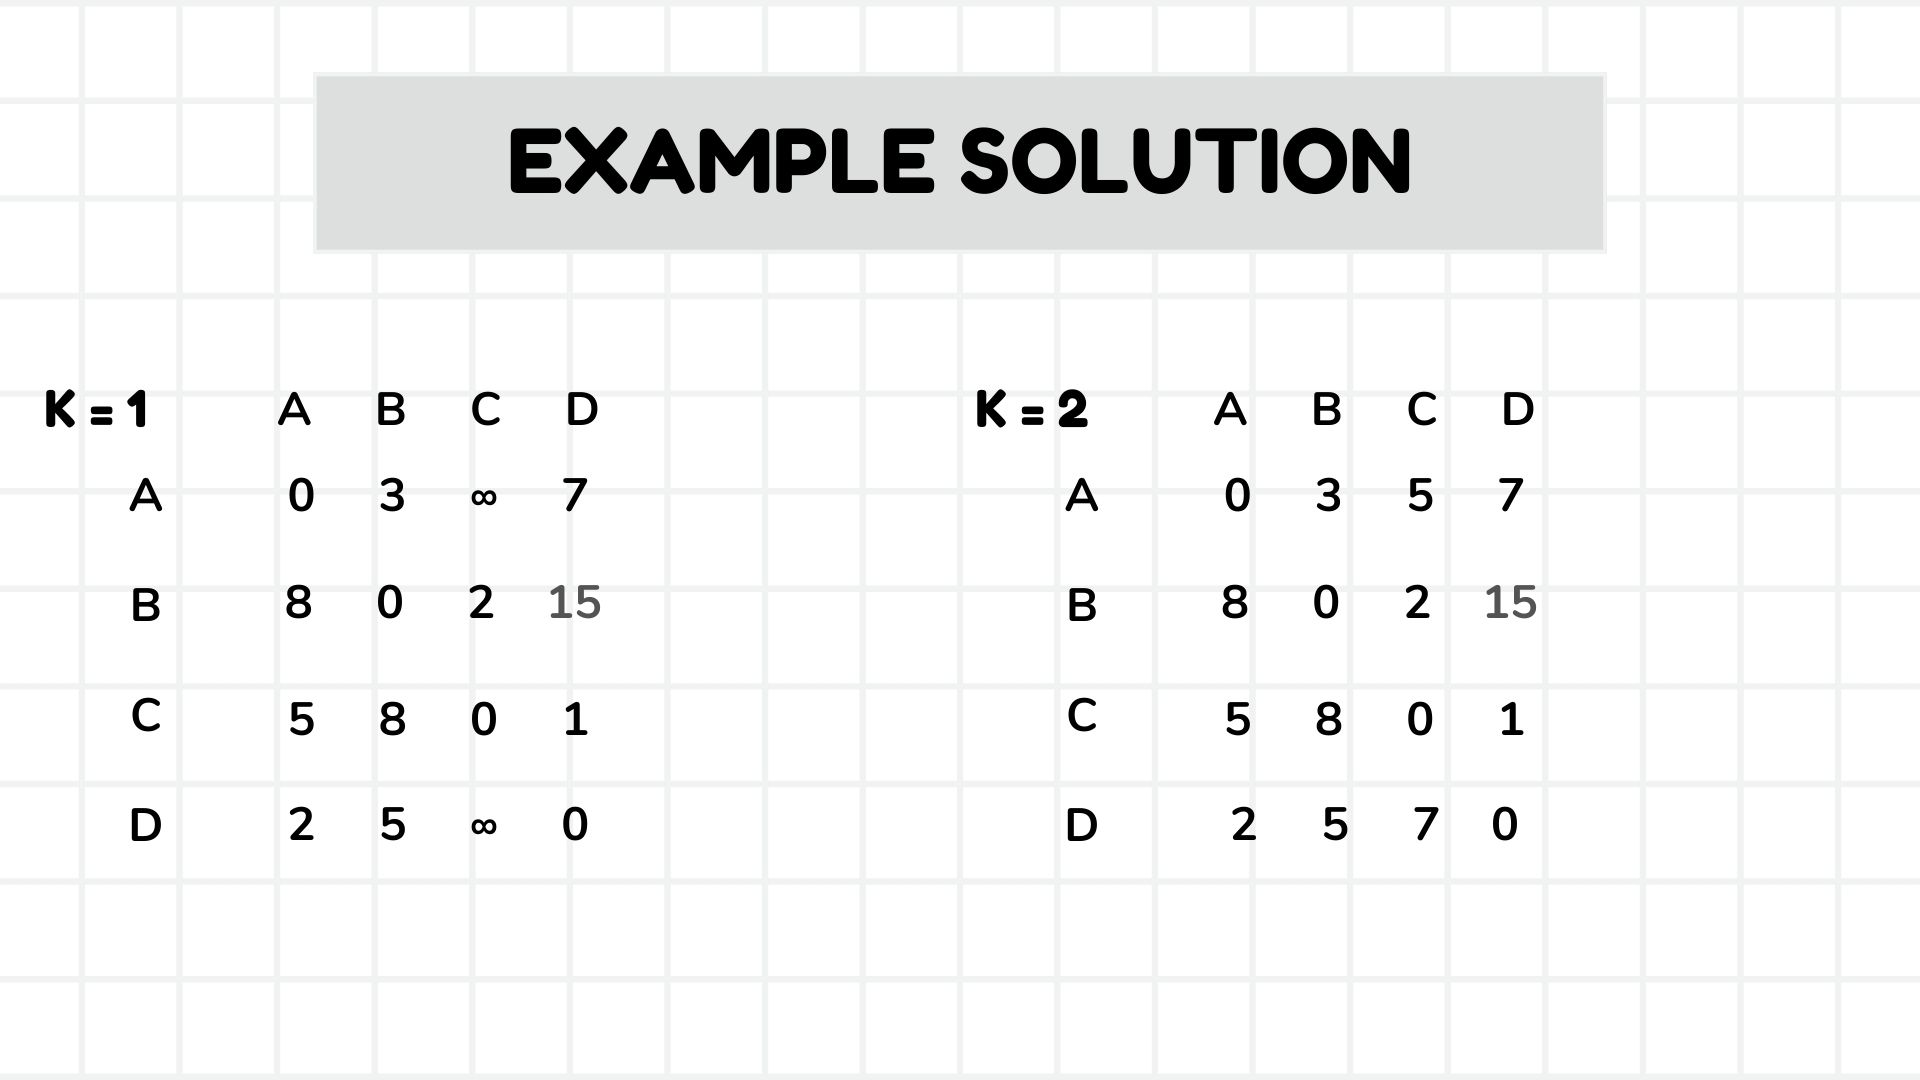 EXAMPLE SOLUTION
K = 1 A B C D
A 0 3 ∞ 7
B 8 0 2 15
C 5 8 0 1
D 2 5 ∞ 0
K = 2 A B C D
A 0 3 5 7
B 8 0 2 15
C 5 8 0 1
D 2 5 7 0